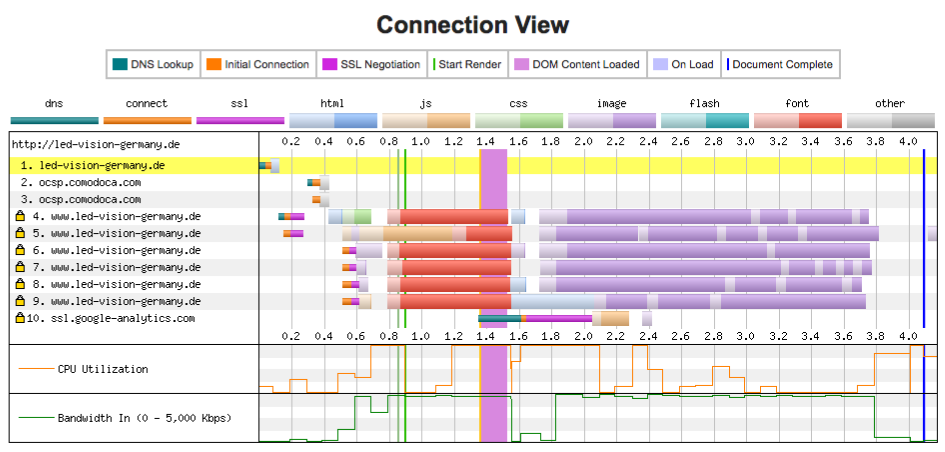 Connection View
DNS Lookup Initial Connection SSL Negotiation Start Render DOM Content Loaded On Load Document Complete
dns connect ssl html js css image flash font other
http://led-vision-germany.de 0.2 0.4 0.6 0.8 1.0 1.2 1.4 1.6 1.8 2.0 2.2 2.4 2.6 2.8 3.0 3.2 3.4 3.6 3.8 4.0
1. led-vision-germany.de
2. ocsp.comodoca.com
3. ocsp.comodoca.com
4. www.led-vision-germany.de
5. www.led-vision-germany.de
6. www.led-vision-germany.de
7. www.led-vision-germany.de
8. www.led-vision-germany.de
9. www.led-vision-germany.de
10. ssl.google-analytics.com
0.2 0.4 0.6 0.8 1.0 1.2 1.4 1.6 1.8 2.0 2.2 2.4 2.6 2.8 3.0 3.2 3.4 3.6 3.8 4.0
CPU Utilization
Bandwidth In (0 - 5,000 Kbps)